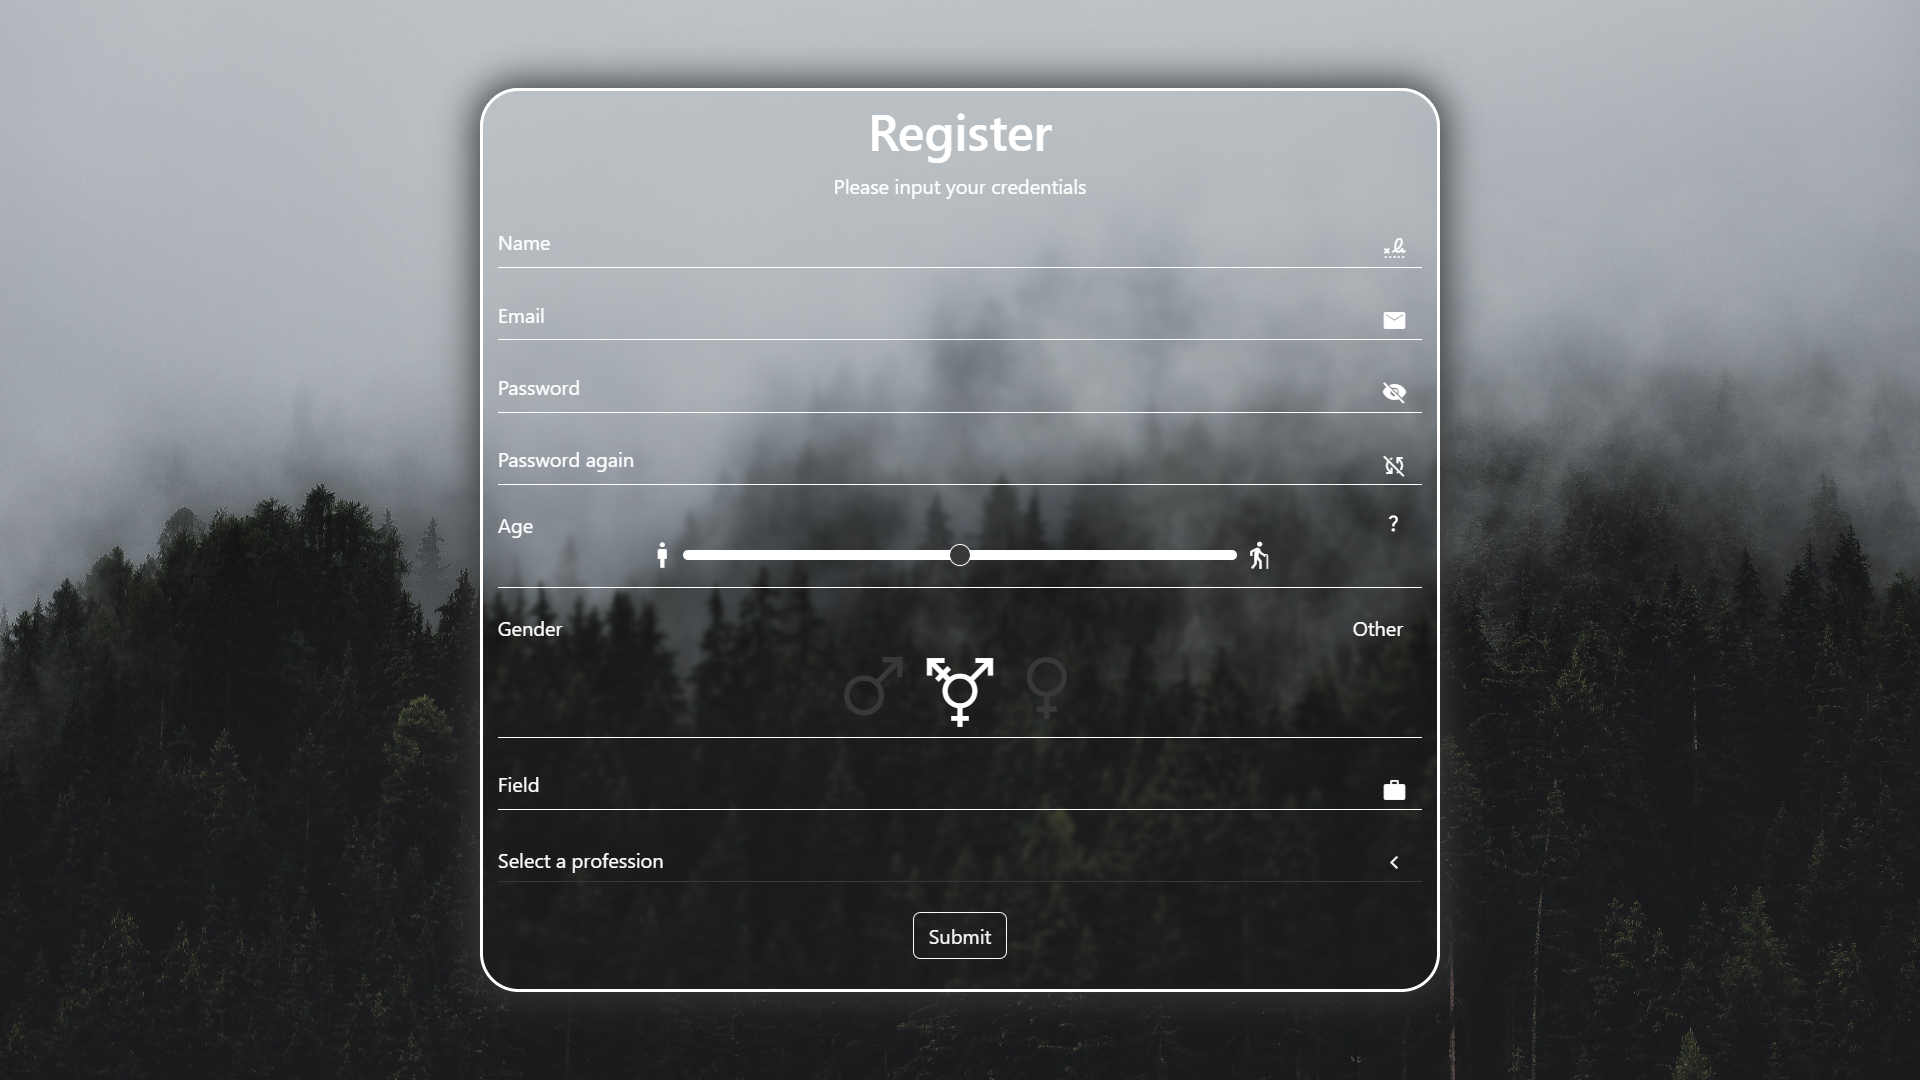 Register
Please input your credentials
Name
Email
Password
Password again
Age
?
Gender
Other
Field
Select a profession
Submit